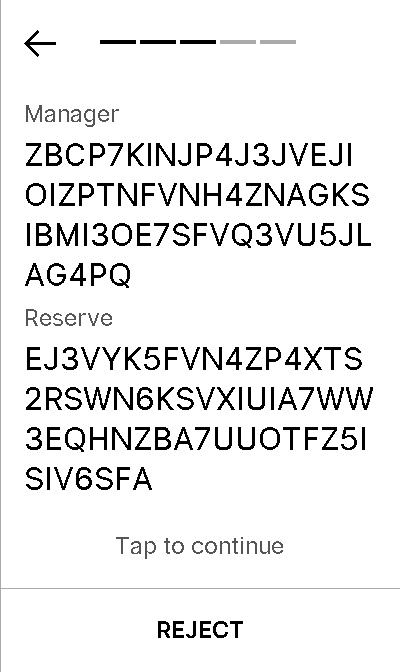 Manager
ZBCP7KINJP4J3JVEJI
OIZPTNFVNH4ZNAGKS
IBMI3OE7SFVQ3VU5JL
AG4PQ
Reserve
EJ3VYK5FVN4ZP4XTS
2RSWN6KSVXIUIA7WW
3EQHNZBA7UUOTFZ5I
SIV6SFA
Tap to continue
REJECT